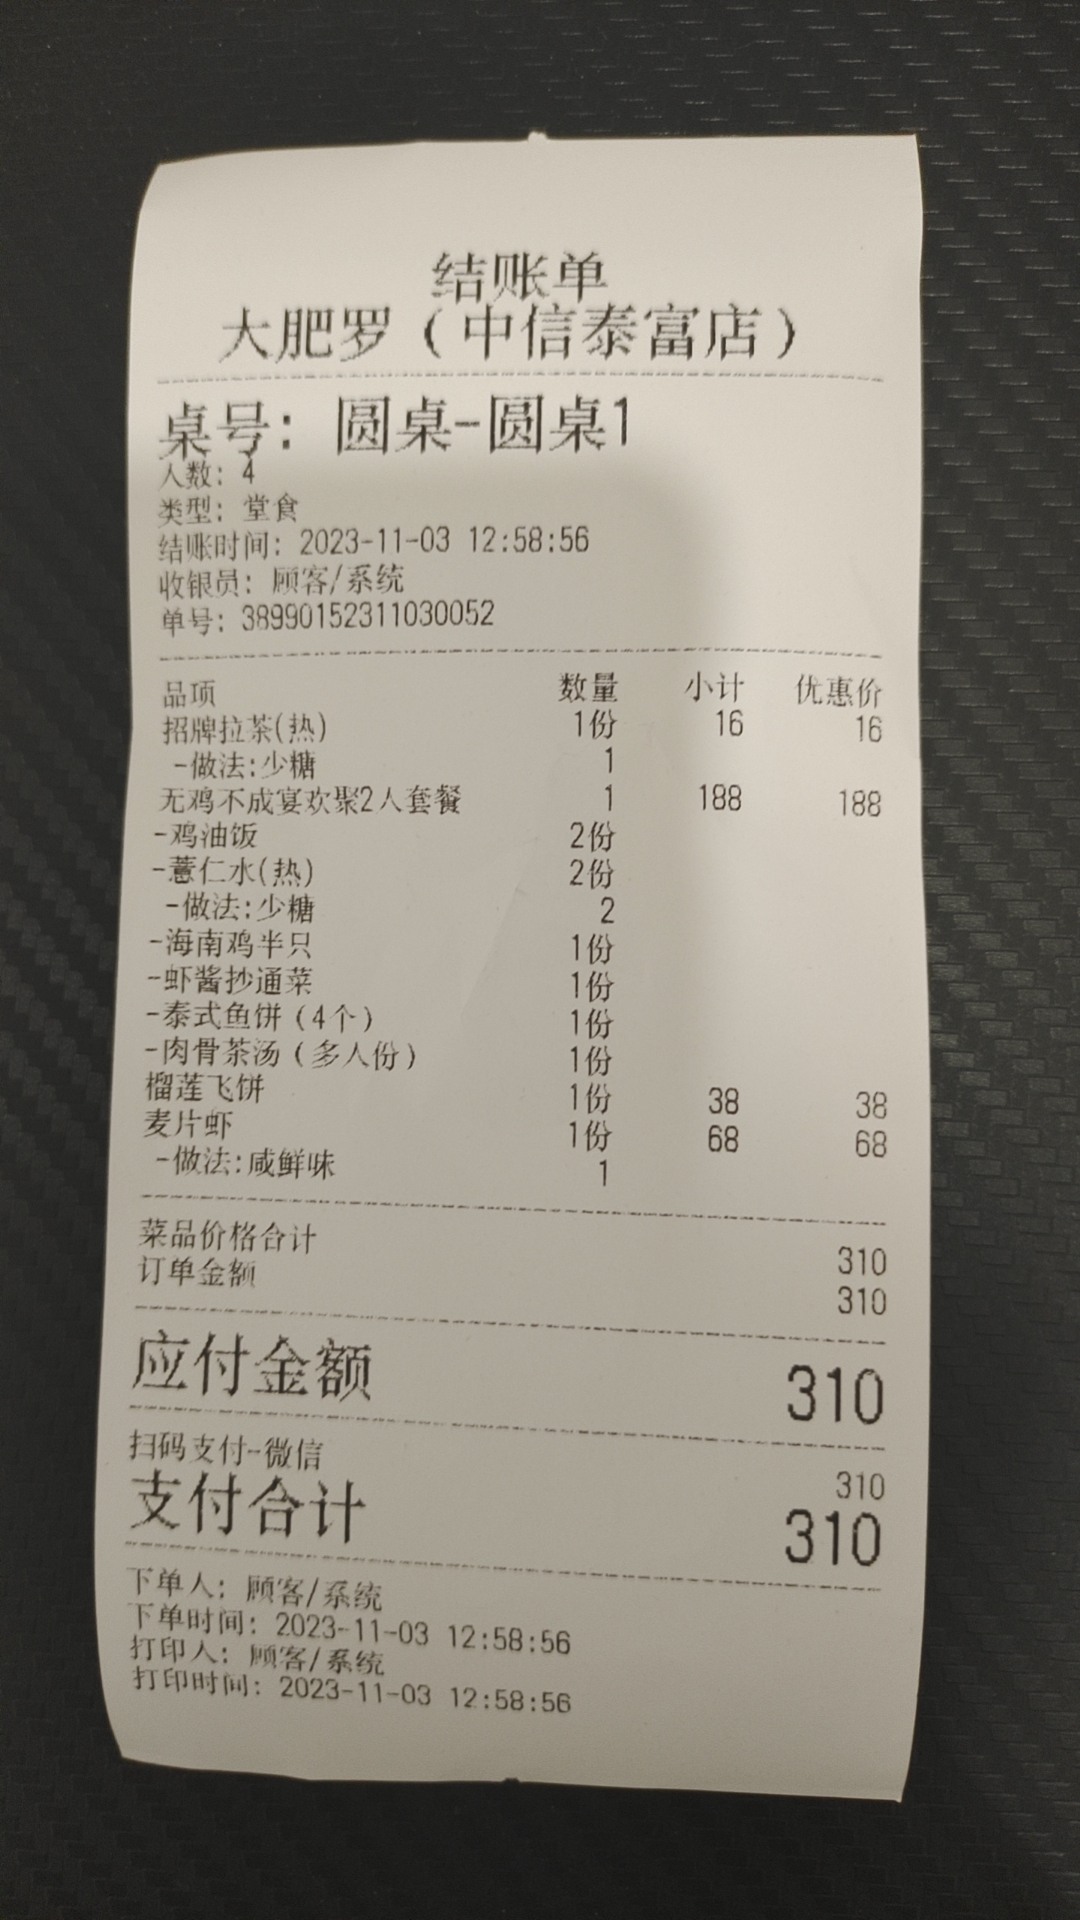 结账单
大肥罗（中信泰富店）
桌号： 圆桌-圆桌1
人数: 4
类型: 堂食
结账时间: 2023-11-03 12:58:56
收银员: 顾客/系统
单号: 38990152311030052
品项 数量 小计 优惠价
招牌拉茶(热) 1份 16 16
-做法:少糖 1
无鸡不成宴欢聚2人套餐 1 188 188
-鸡油饭 2份
-薏仁水(热) 2份
-做法:少糖 2
-海南鸡半只 1份
-虾酱抄通菜 1份
-泰式鱼饼（4个） 1份
-肉骨茶汤（多人份） 1份
榴莲飞饼 1份 38 38
麦片虾 1份 68 68
-做法:咸鲜味 1
菜品价格合计 310
订单金额 310
应付金额 310
扫码支付-微信 310
支付合计 310
下单人: 顾客/系统
下单时间: 2023-11-03 12:58:56
打印人: 顾客/系统
打印时间: 2023-11-03 12:58:56